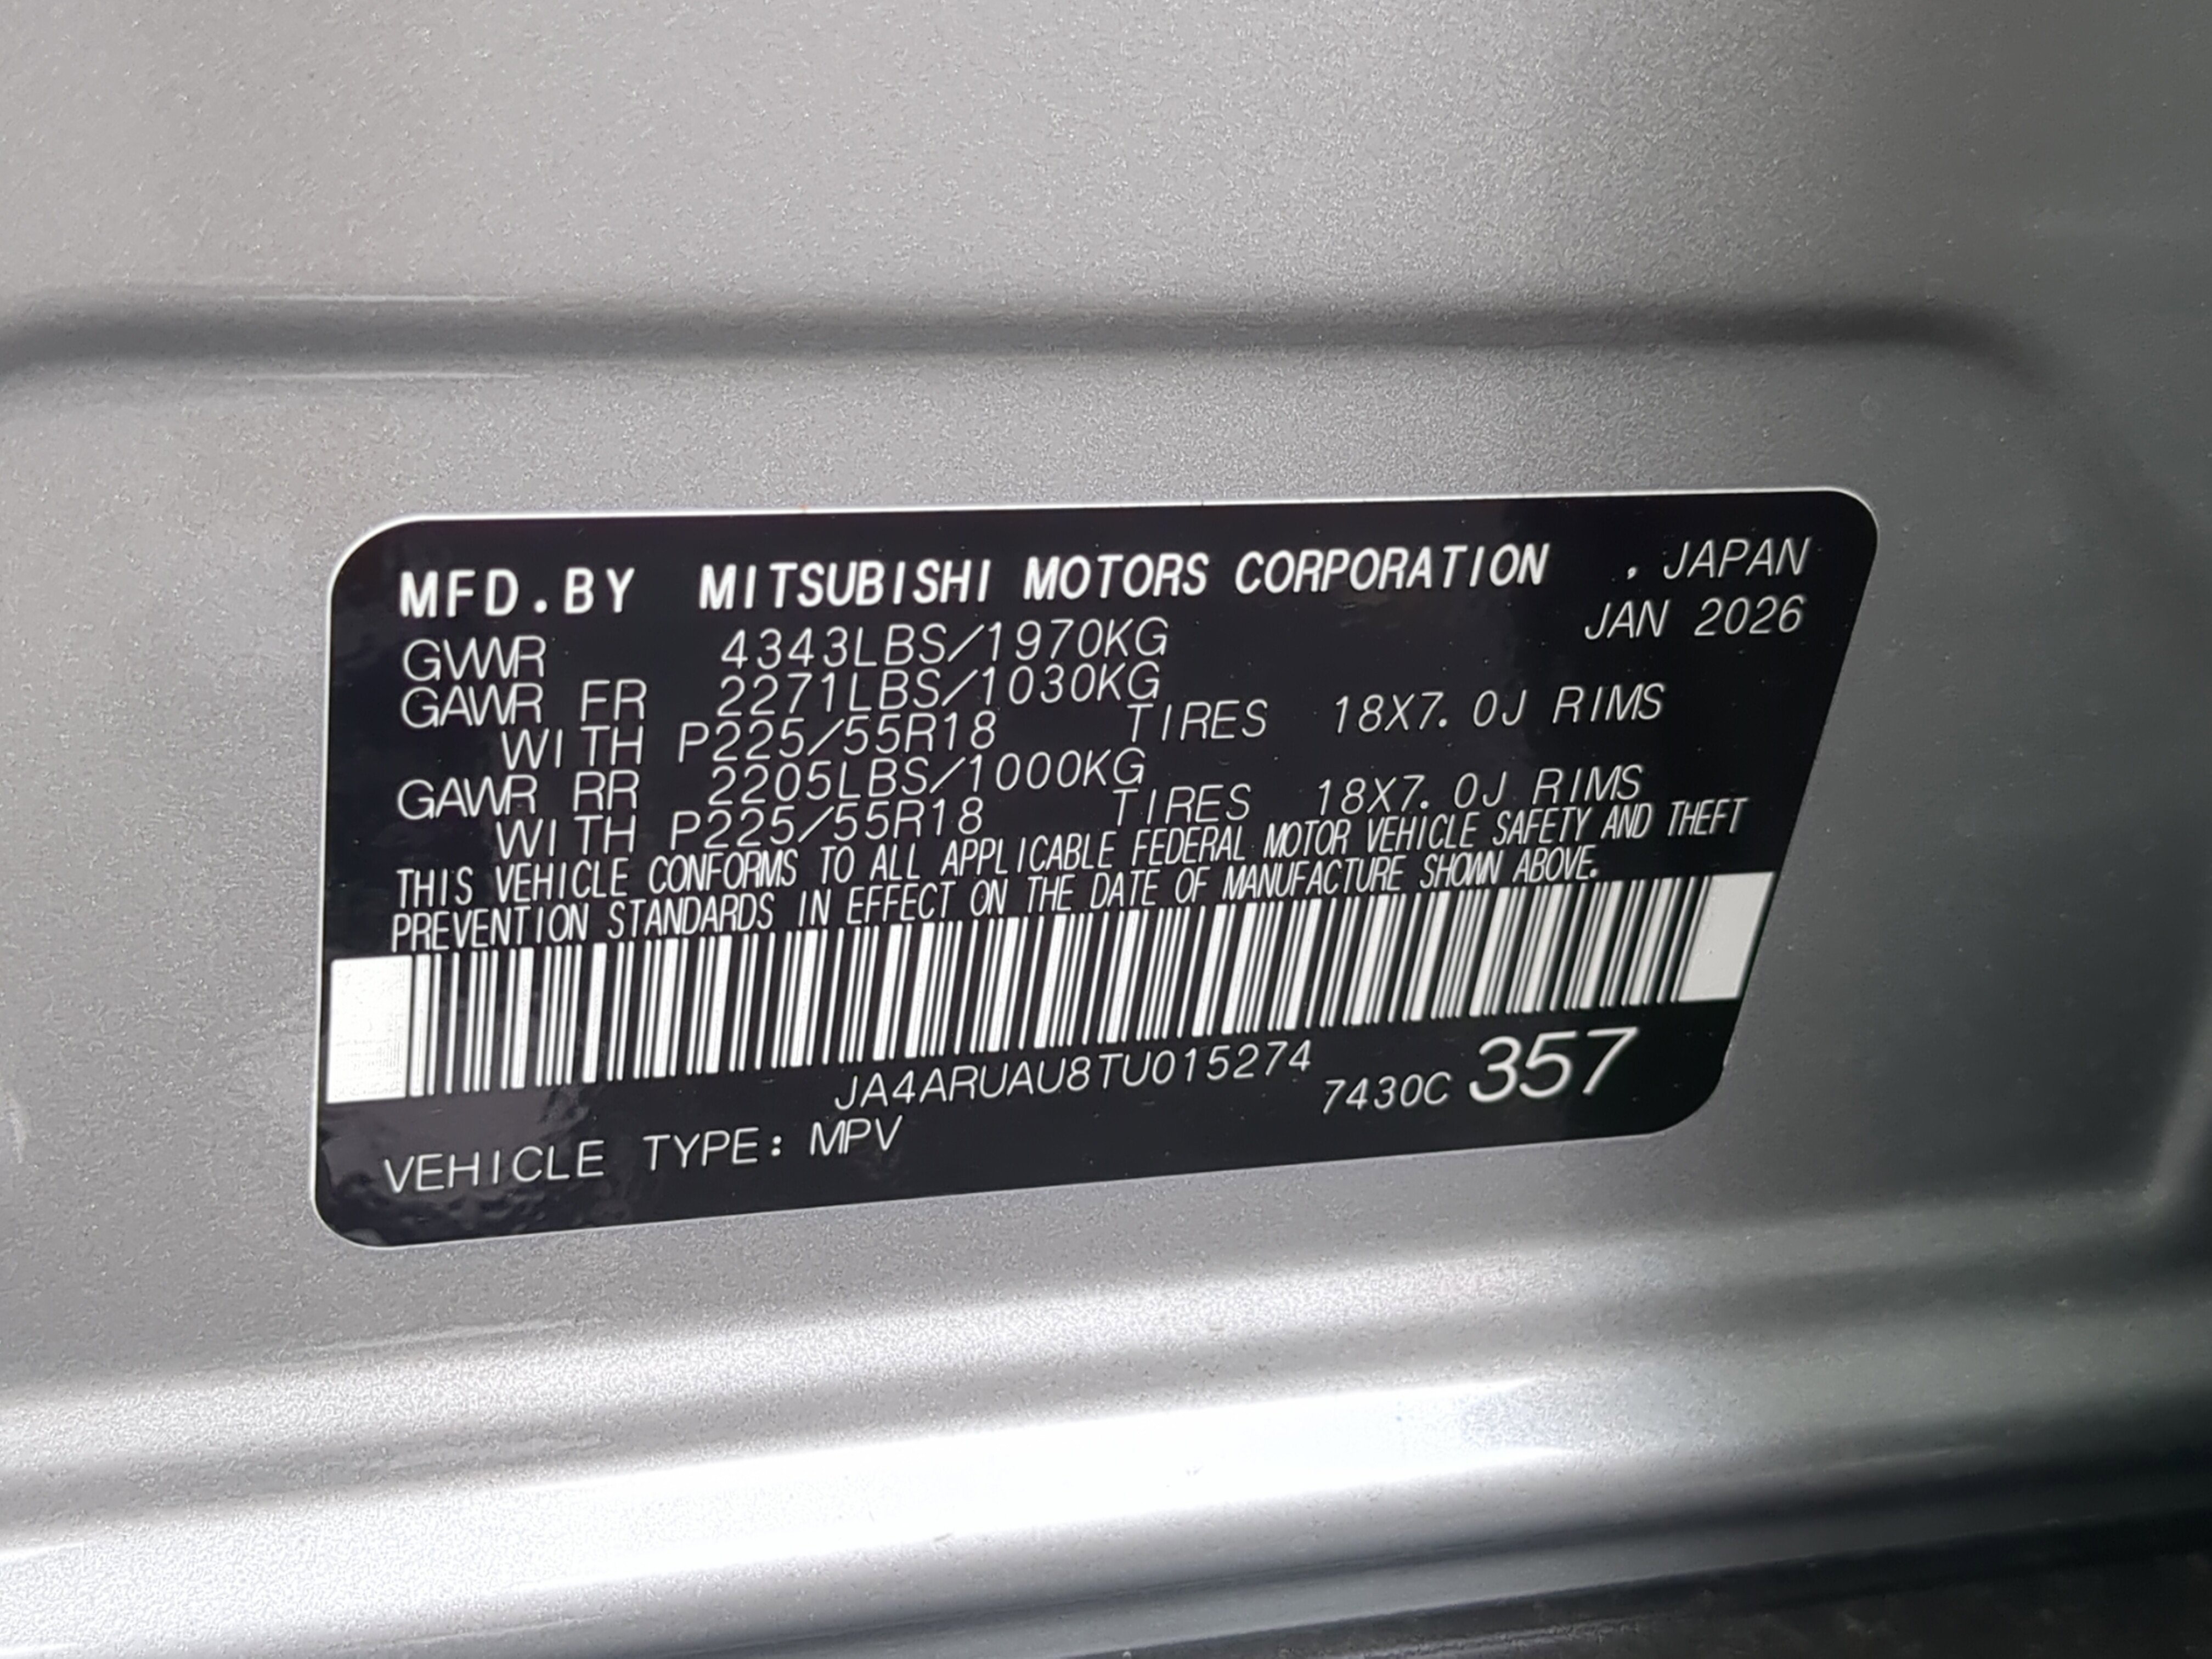 MFD.BY MITSUBISHI MOTORS CORPORATION , JAPAN
JAN 2026
GVWR 4343LBS/1970KG
GAWR FR 2271LBS/1030KG
WITH P225/55R18 TIRES 18X7.0J RIMS
GAWR RR 2205LBS/1000KG
WITH P225/55R18 TIRES 18X7.0J RIMS
THIS VEHICLE CONFORMS TO ALL APPLICABLE FEDERAL MOTOR VEHICLE SAFETY AND THEFT
PREVENTION STANDARDS IN EFFECT ON THE DATE OF MANUFACTURE SHOWN ABOVE.
JA4ARUAU8TU015274
7430C 357
VEHICLE TYPE: MPV